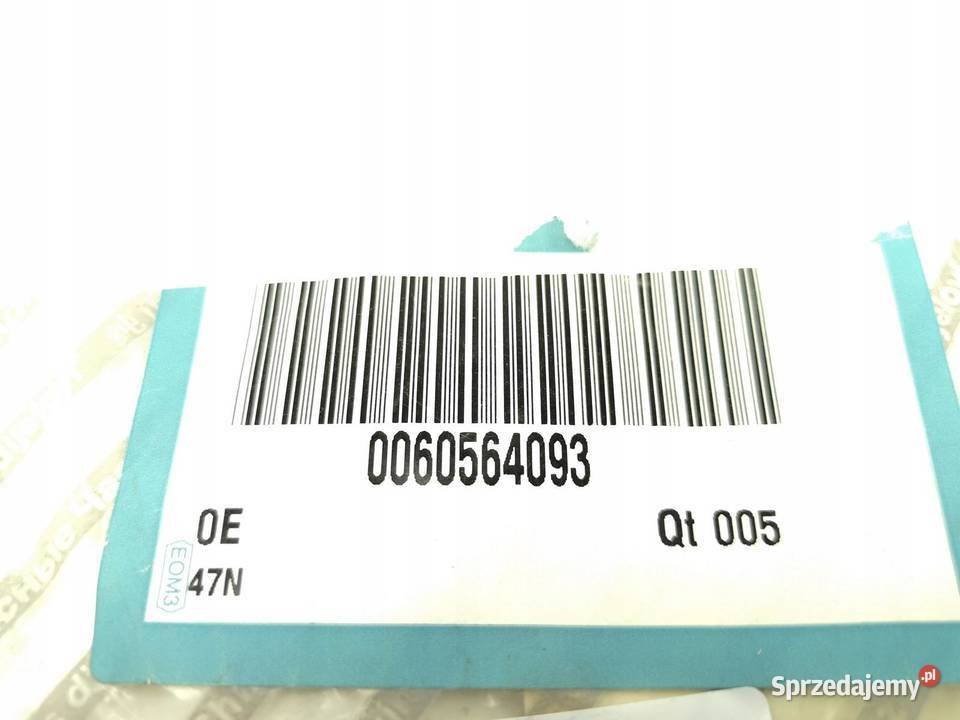 0060564093
0E
Qt 005
EOM3
47N
Sprzedajemy.pl